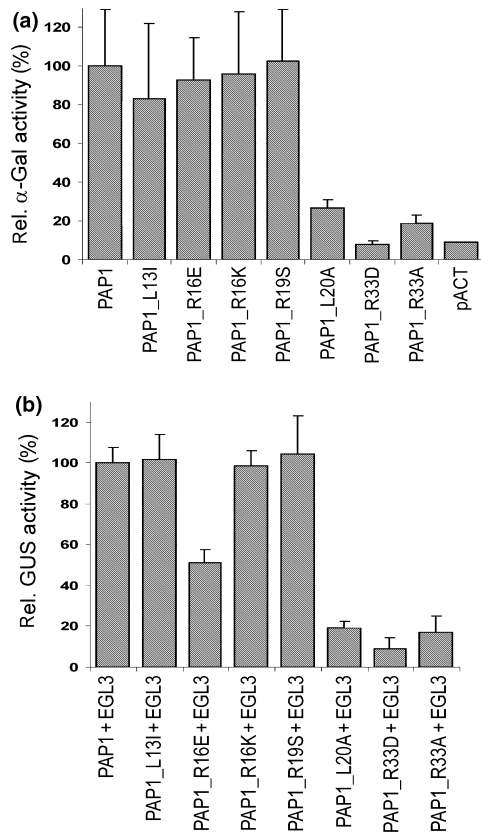 (a)
Rel. α-Gal activity (%)
120
100
80
60
40
20
0
PAP1
PAP1_L13I
PAP1_R16E
PAP1_R16K
PAP1_R19S
PAP1_L20A
PAP1_R33D
PAP1_R33A
pACT
(b)
Rel. GUS activity (%)
120
100
80
60
40
20
0
PAP1 + EGL3
PAP1_L13I + EGL3
PAP1_R16E + EGL3
PAP1_R16K + EGL3
PAP1_R19S + EGL3
PAP1_L20A + EGL3
PAP1_R33D + EGL3
PAP1_R33A + EGL3